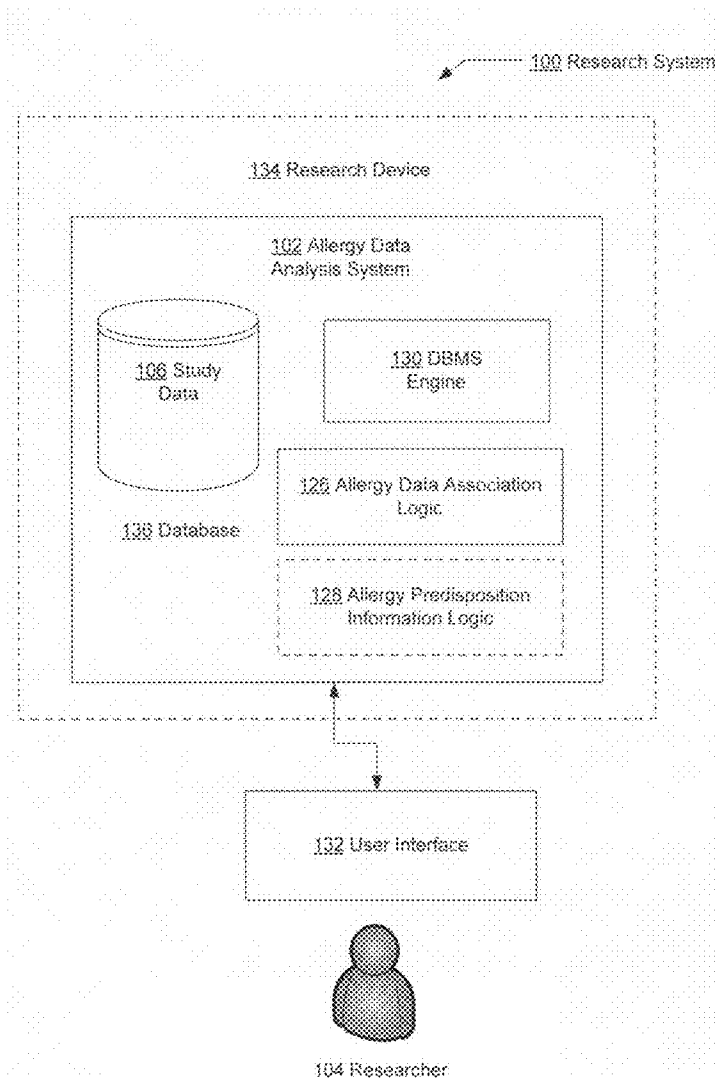 100 Research System
134 Research Device
102 Allergy Data
Analysis System
106 Study
Data
130 DBMS
Engine
126 Allergy Data Association
Logic
136 Database
128 Allergy Predisposition
Information Logic
132 User Interface
104 Researcher